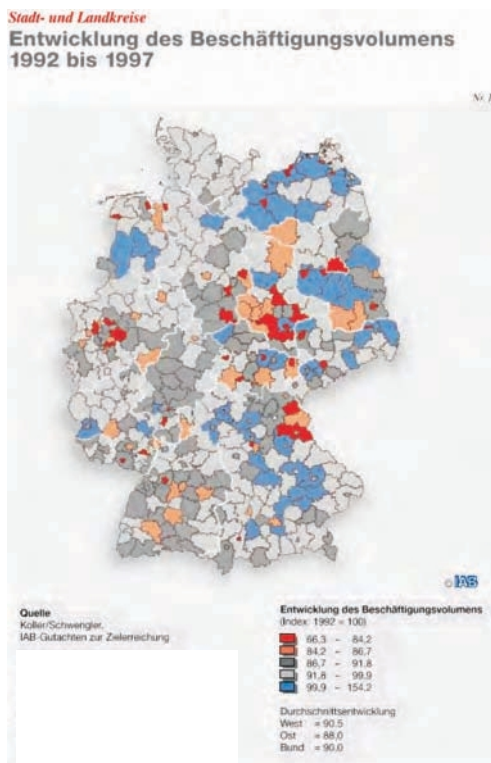 Stadt- und Landkreise
Entwicklung des Beschäftigungsvolumens
1992 bis 1997
Nr.
© IAB
Quelle
Koller/Schwengler,
IAB-Gutachten zur Zielerreichung
Entwicklung des Beschäftigungsvolumens
(Index: 1992 = 100)
66.3 - 84.2
84.2 - 86.7
86.7 - 91.8
91.8 - 99.9
99.9 - 154.2
Durchschnittsentwicklung
West = 90.5
Ost = 88,0
Bund = 90,0